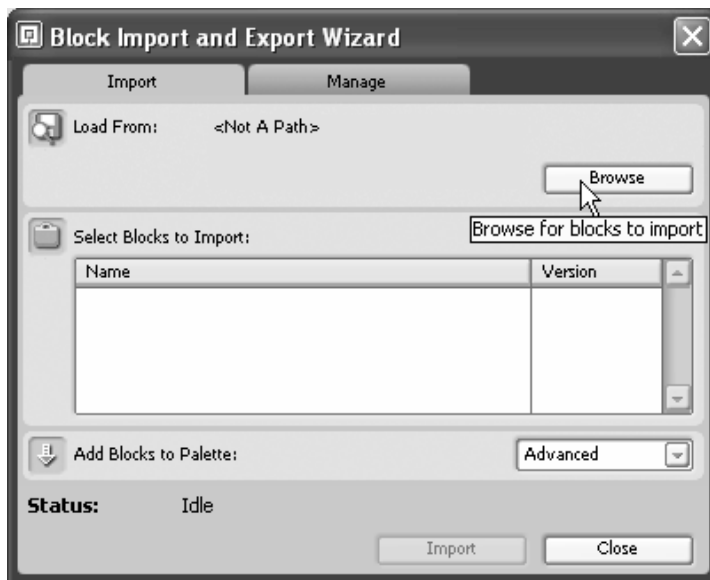 Block Import and Export Wizard
Import Manage
Load From: <Not A Path>
Browse
Browse for blocks to import
Select Blocks to Import:
Name Version
Add Blocks to Palette: Advanced
Status: Idle
Import Close